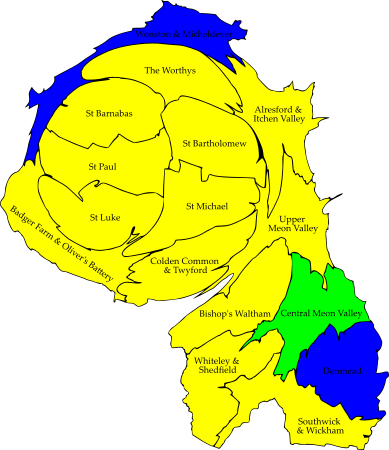 Wonston & Micheldever
The Worthys
St Barnabas
Alresford &
Itchen Valley
St Bartholomew
St Paul
St Michael
St Luke
Badger Farm & Oliver's Battery
Upper
Meon Valley
Colden Common
& Twyford
Bishop's Waltham
Central Meon Valley
Whiteley &
Shedfield
Denmead
Southwick
& Wickham